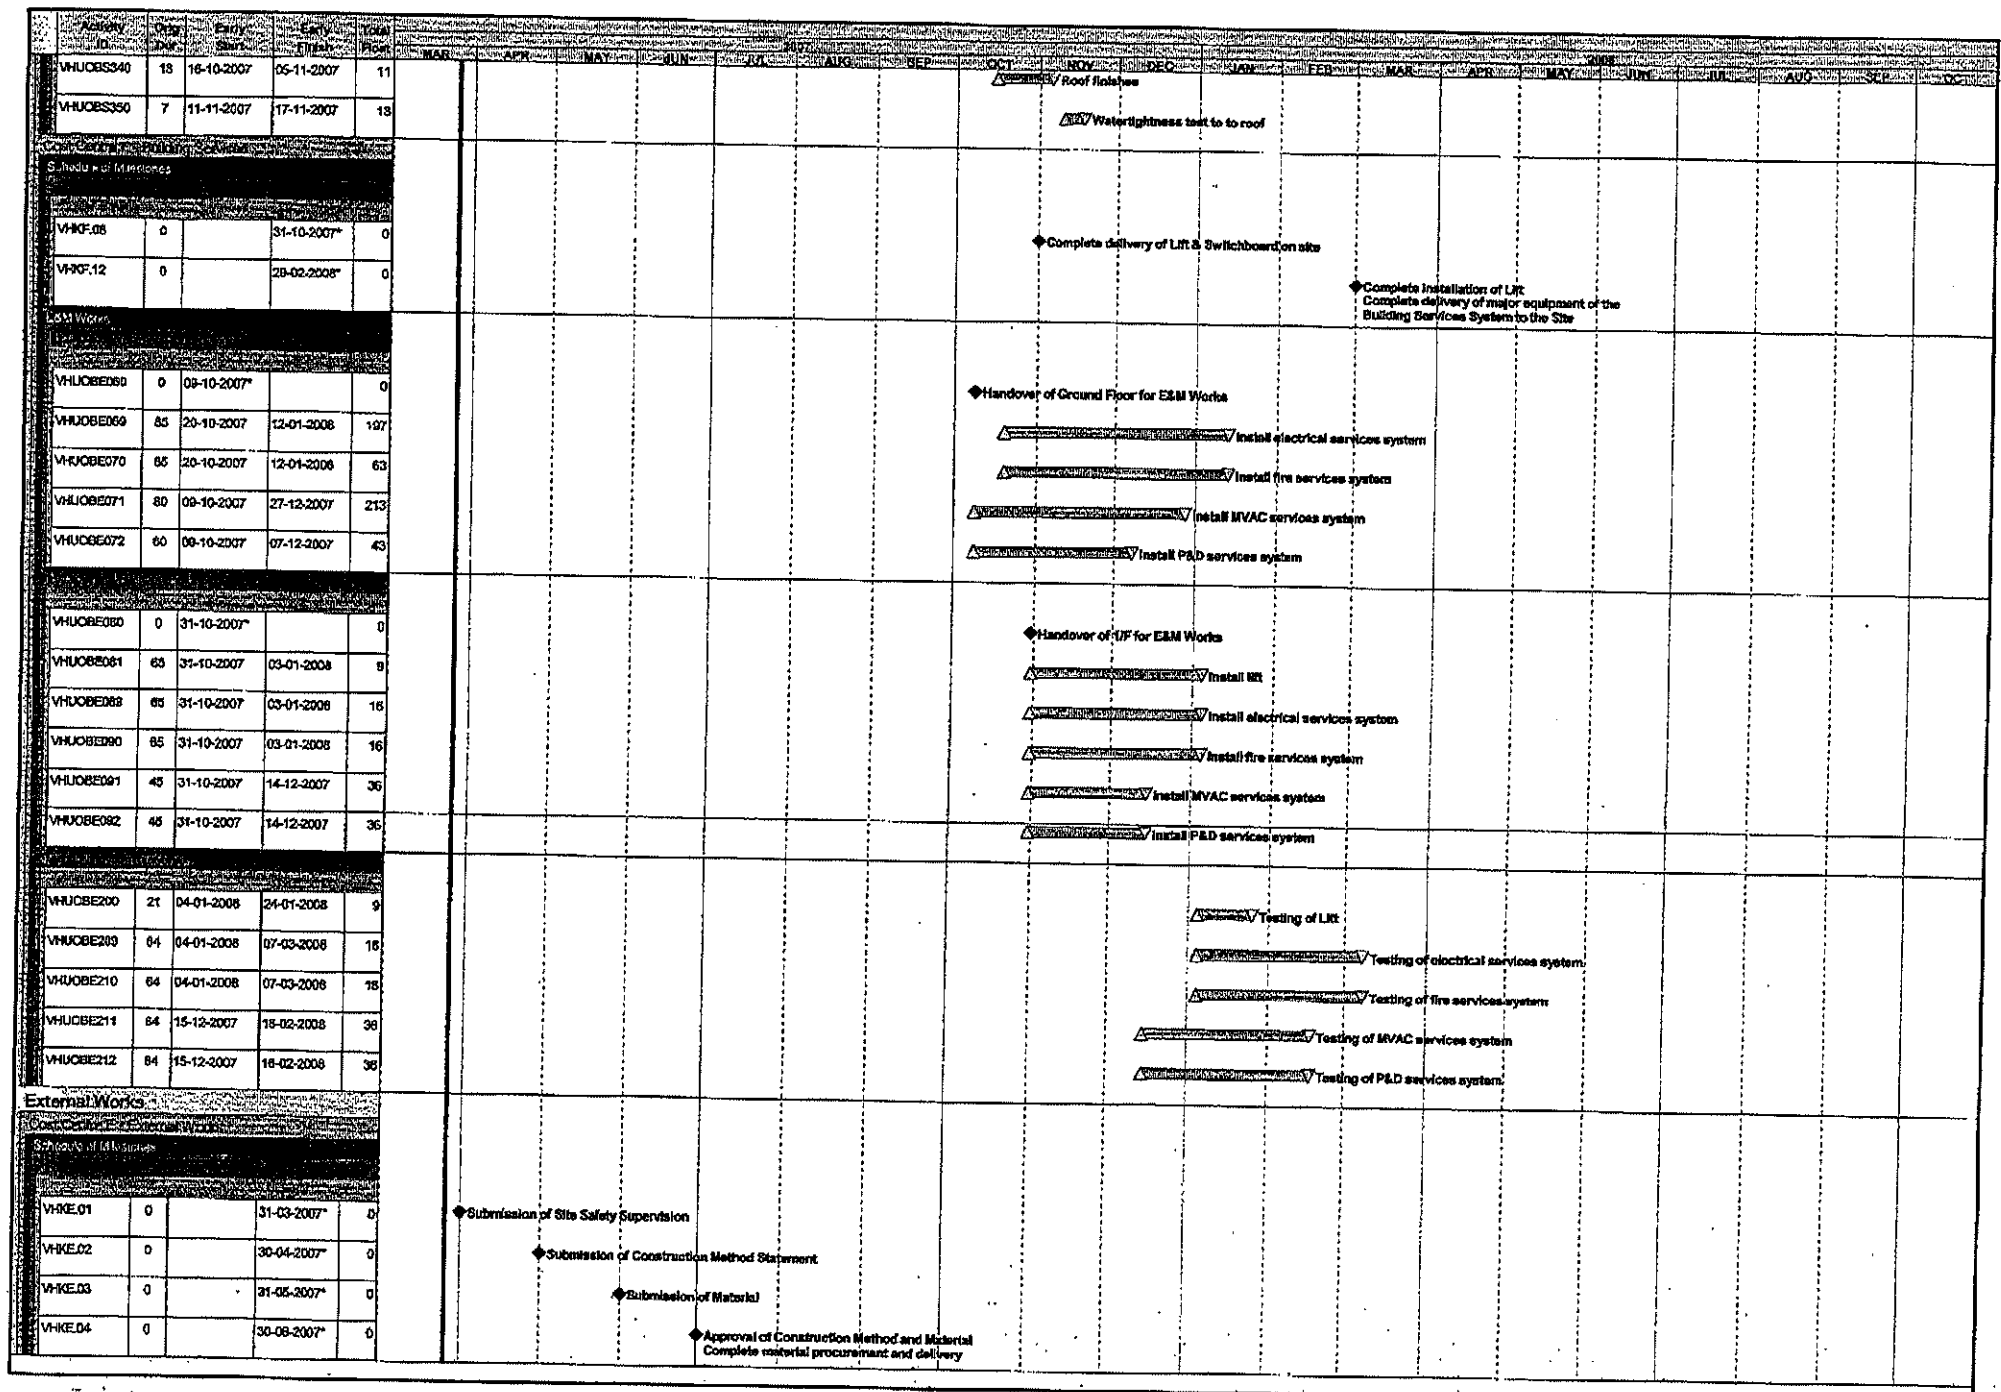 Activity ID Orig Dur Early Start Early Finish Total Float
2007 2008
MAR APR MAY JUN JUL AUG SEP OCT NOV DEC JAN FEB MAR APR MAY JUN JUL AUG SEP OCT
VHUOBS340 18 16-10-2007 05-11-2007 11 Roof finishes
VHUOBS350 7 11-11-2007 17-11-2007 13 Watertightness test to to roof
Schedule of Milestones
VHKF.08 0 31-10-2007* 0 Complete delivery of Lift & Switchboard on site
VHKF.12 0 29-02-2008* 0 Complete Installation of Lift
Complete delivery of major equipment of the
Building Services System to the Site
E&M Works
09-10-2007* 0 Handover of Ground Floor for E&M Works
VHUOBE069 85 20-10-2007 12-01-2008 197 Install electrical services system
VHUOBE070 85 20-10-2007 12-01-2008 63 Install fire services system
VHUOBE071 80 09-10-2007 27-12-2007 213 Install MVAC services system
VHUOBE072 60 09-10-2007 07-12-2007 43 Install P&D services system
VHUOBE080 0 31-10-2007* 0 Handover of 1/F for E&M Works
VHUOBE081 65 31-10-2007 03-01-2008 9 Install lift
VHUOBE089 65 31-10-2007 03-01-2008 16 Install electrical services system
VHUOBE090 65 31-10-2007 03-01-2008 16 Install fire services system
VHUOBE091 45 31-10-2007 14-12-2007 36 Install MVAC services system
VHUOBE092 45 31-10-2007 14-12-2007 36 Install P&D services system
VHUOBE200 21 04-01-2008 24-01-2008 9 Testing of Lift
VHUOBE209 64 04-01-2008 07-03-2008 16 Testing of electrical services system
VHUOBE210 64 04-01-2008 07-03-2008 16 Testing of fire services system
VHUOBE211 64 15-12-2007 16-02-2008 36 Testing of MVAC services system
VHUOBE212 64 15-12-2007 16-02-2008 36 Testing of P&D services system
External Works
Cost Centre E : External Works
Schedule of Milestones
VHKE.01 0 31-03-2007* 0 Submission of Site Safety Supervision
VHKE.02 0 30-04-2007* 0 Submission of Construction Method Statement
VHKE.03 0 31-05-2007* 0 Submission of Material
VHKE.04 0 30-06-2007* 0 Approval of Construction Method and Material
Complete material procurement and delivery